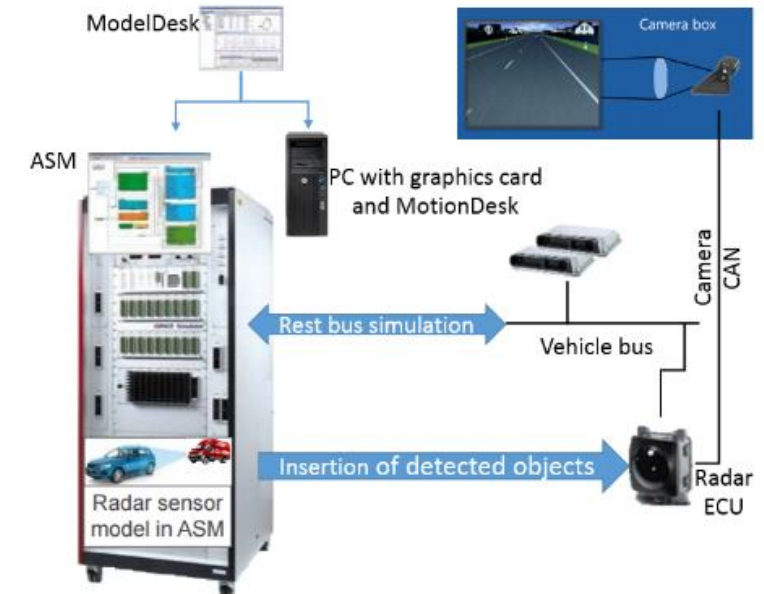 ModelDesk
Camera box
ASM
PC with graphics card
and MotionDesk
Camera
CAN
Rest bus simulation
Vehicle bus
Insertion of detected objects
Radar
ECU
Radar sensor
model in ASM